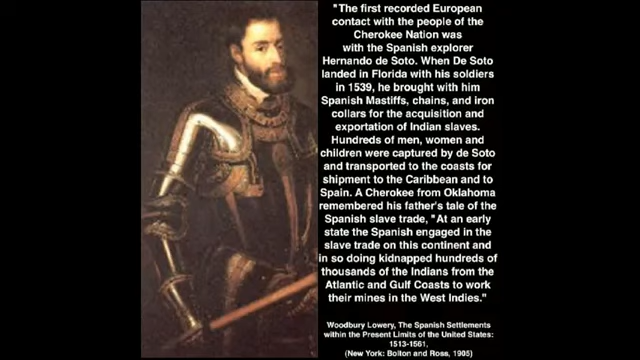 "The first recorded European
contact with the people of the
Cherokee Nation was
with the Spanish explorer
Hernando de Soto. When De Soto
landed in Florida with his soldiers
in 1539, he brought with him
Spanish Mastiffs, chains, and iron
collars for the acquisition and
exportation of Indian slaves.
Hundreds of men, women and
children were captured by de Soto
and transported to the coasts for
shipment to the Caribbean and to
Spain. A Cherokee from Oklahoma
remembered his father's tale of the
Spanish slave trade, "At an early
state the Spanish engaged in the
slave trade on this continent and
in so doing kidnapped hundreds of
thousands of the Indians from the
Atlantic and Gulf Coasts to work
their mines in the West Indies."
Woodbury Lowery, The Spanish Settlements
within the Present Limits of the United States:
1513-1561,
(New York: Bolton and Ross, 1905)